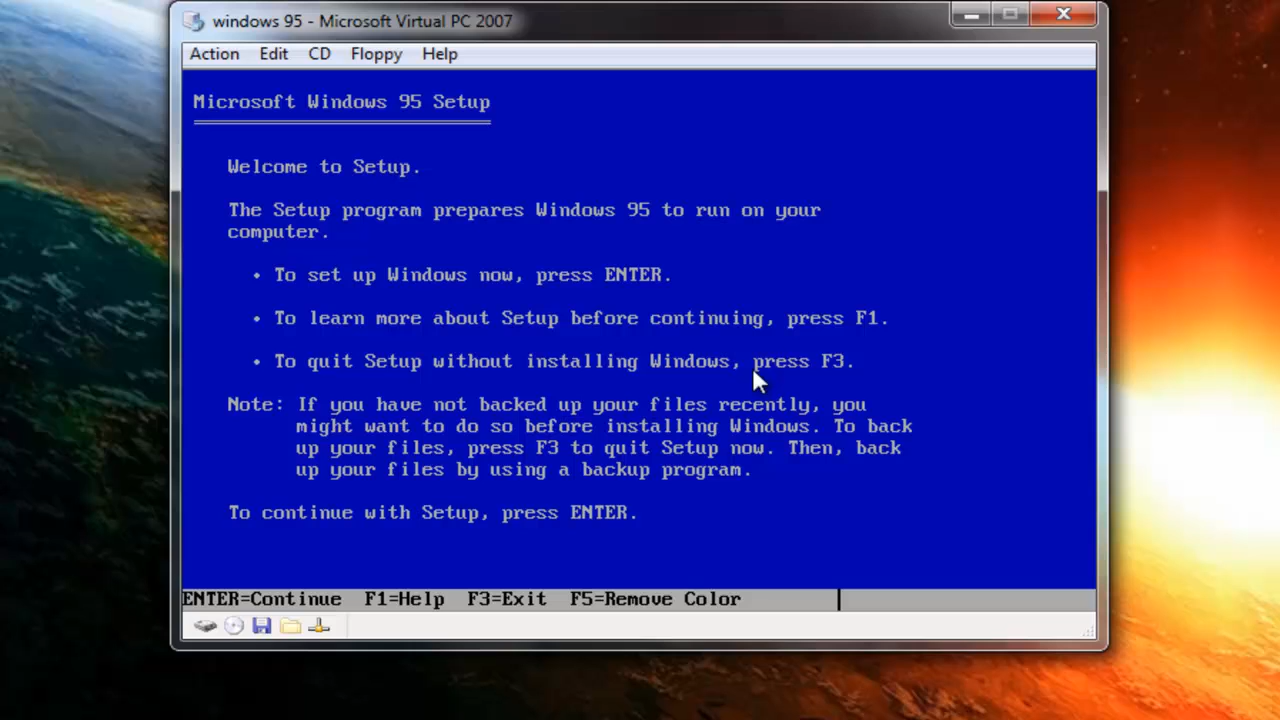 windows 95 - Microsoft Virtual PC 2007
Action Edit CD Floppy Help
Microsoft Windows 95 Setup
Welcome to Setup.
The Setup program prepares Windows 95 to run on your
computer.
• To set up Windows now, press ENTER.
• To learn more about Setup before continuing, press F1.
• To quit Setup without installing Windows, press F3.
Note: If you have not backed up your files recently, you
might want to do so before installing Windows. To back
up your files, press F3 to quit Setup now. Then, back
up your files by using a backup program.
To continue with Setup, press ENTER.
ENTER=Continue F1=Help F3=Exit F5=Remove Color